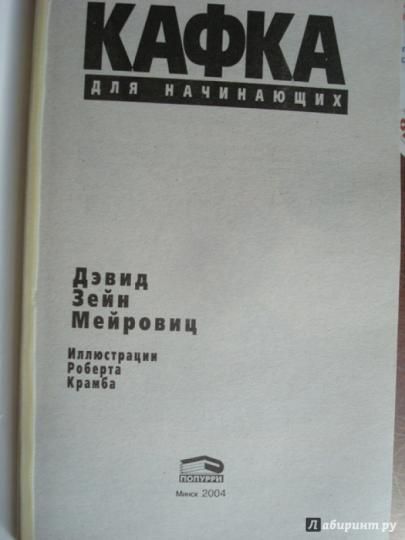 КАФКА
ДЛЯ НАЧИНАЮЩИХ
Дэвид
Зейн
Мейровиц
Иллюстрации
Роберта
Крамба
ПОПУРРИ
Минск 2004
Лабиринт.ру